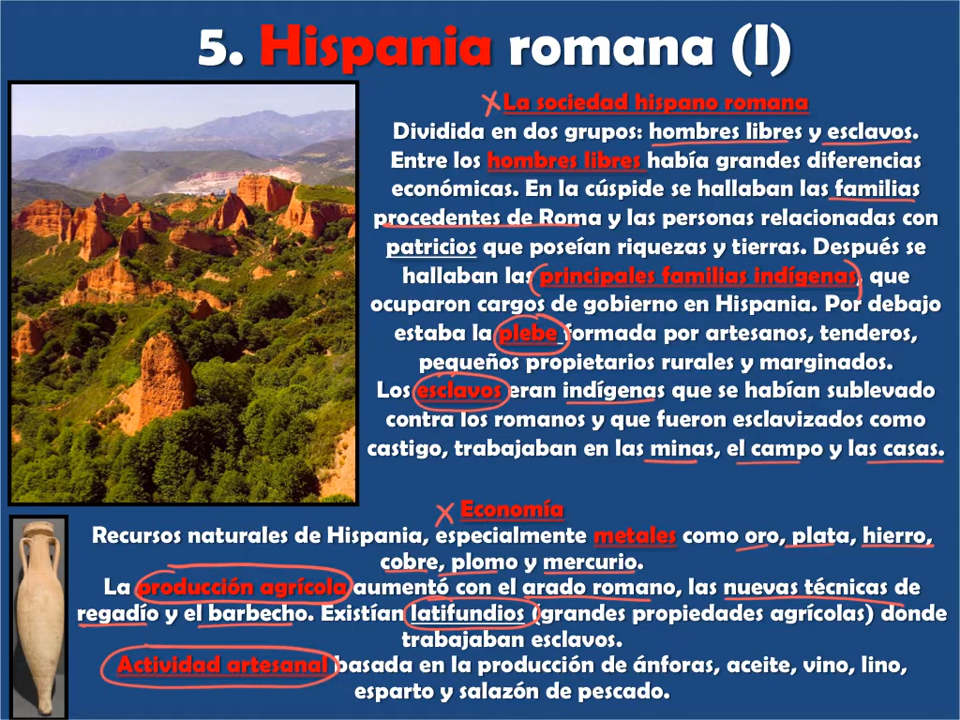 5. Hispania romana (I)
La sociedad hispano romana
Dividida en dos grupos: hombres libres y esclavos.
Entre los hombres libres había grandes diferencias
económicas. En la cúspide se hallaban las familias
procedentes de Roma y las personas relacionadas con
patricios que poseían riquezas y tierras. Después se
hallaban las principales familias indígenas, que
ocuparon cargos de gobierno en Hispania. Por debajo
estaba la plebe formada por artesanos, tenderos,
pequeños propietarios rurales y marginados.
Los esclavos eran indígenas que se habían sublevado
contra los romanos y que fueron esclavizados como
castigo, trabajaban en las minas, el campo y las casas.
Economía
Recursos naturales de Hispania, especialmente metales como oro, plata, hierro,
cobre, plomo y mercurio.
La producción agrícola aumentó con el arado romano, las nuevas técnicas de
regadío y el barbecho. Existían latifundios (grandes propiedades agrícolas) donde
trabajaban esclavos.
Actividad artesanal basada en la producción de ánforas, aceite, vino, lino,
esparto y salazón de pescado.